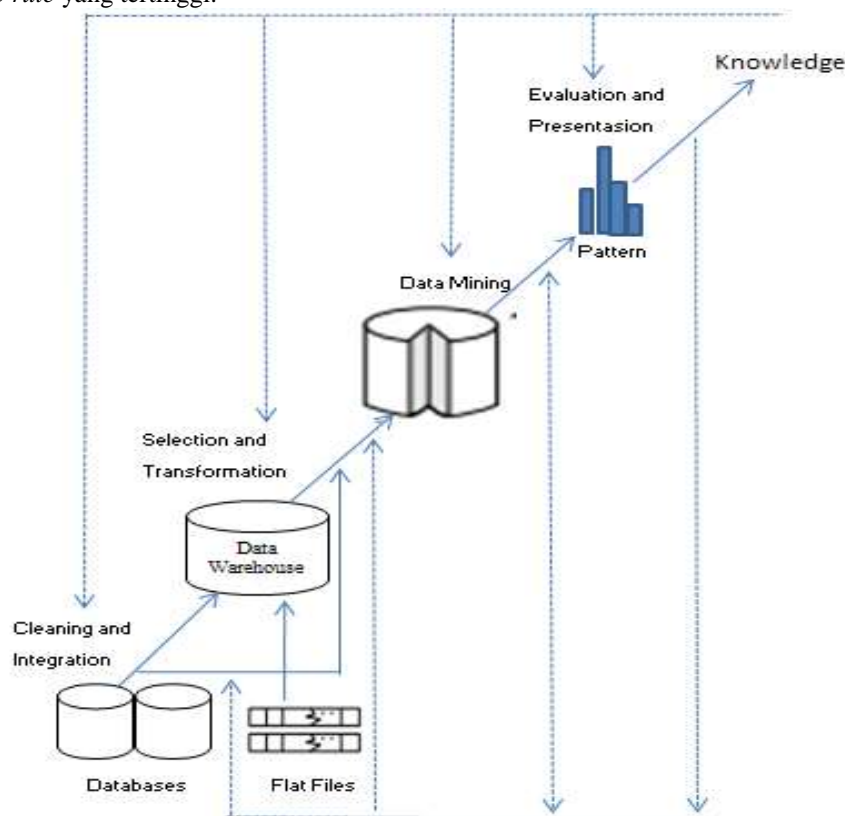 yang tertinggi.
Knowledge
Evaluation and
Presentasion
Pattern
Data Mining
Selection and
Transformation
Data
Warehouse
Cleaning and
Integration
Databases
Flat Files